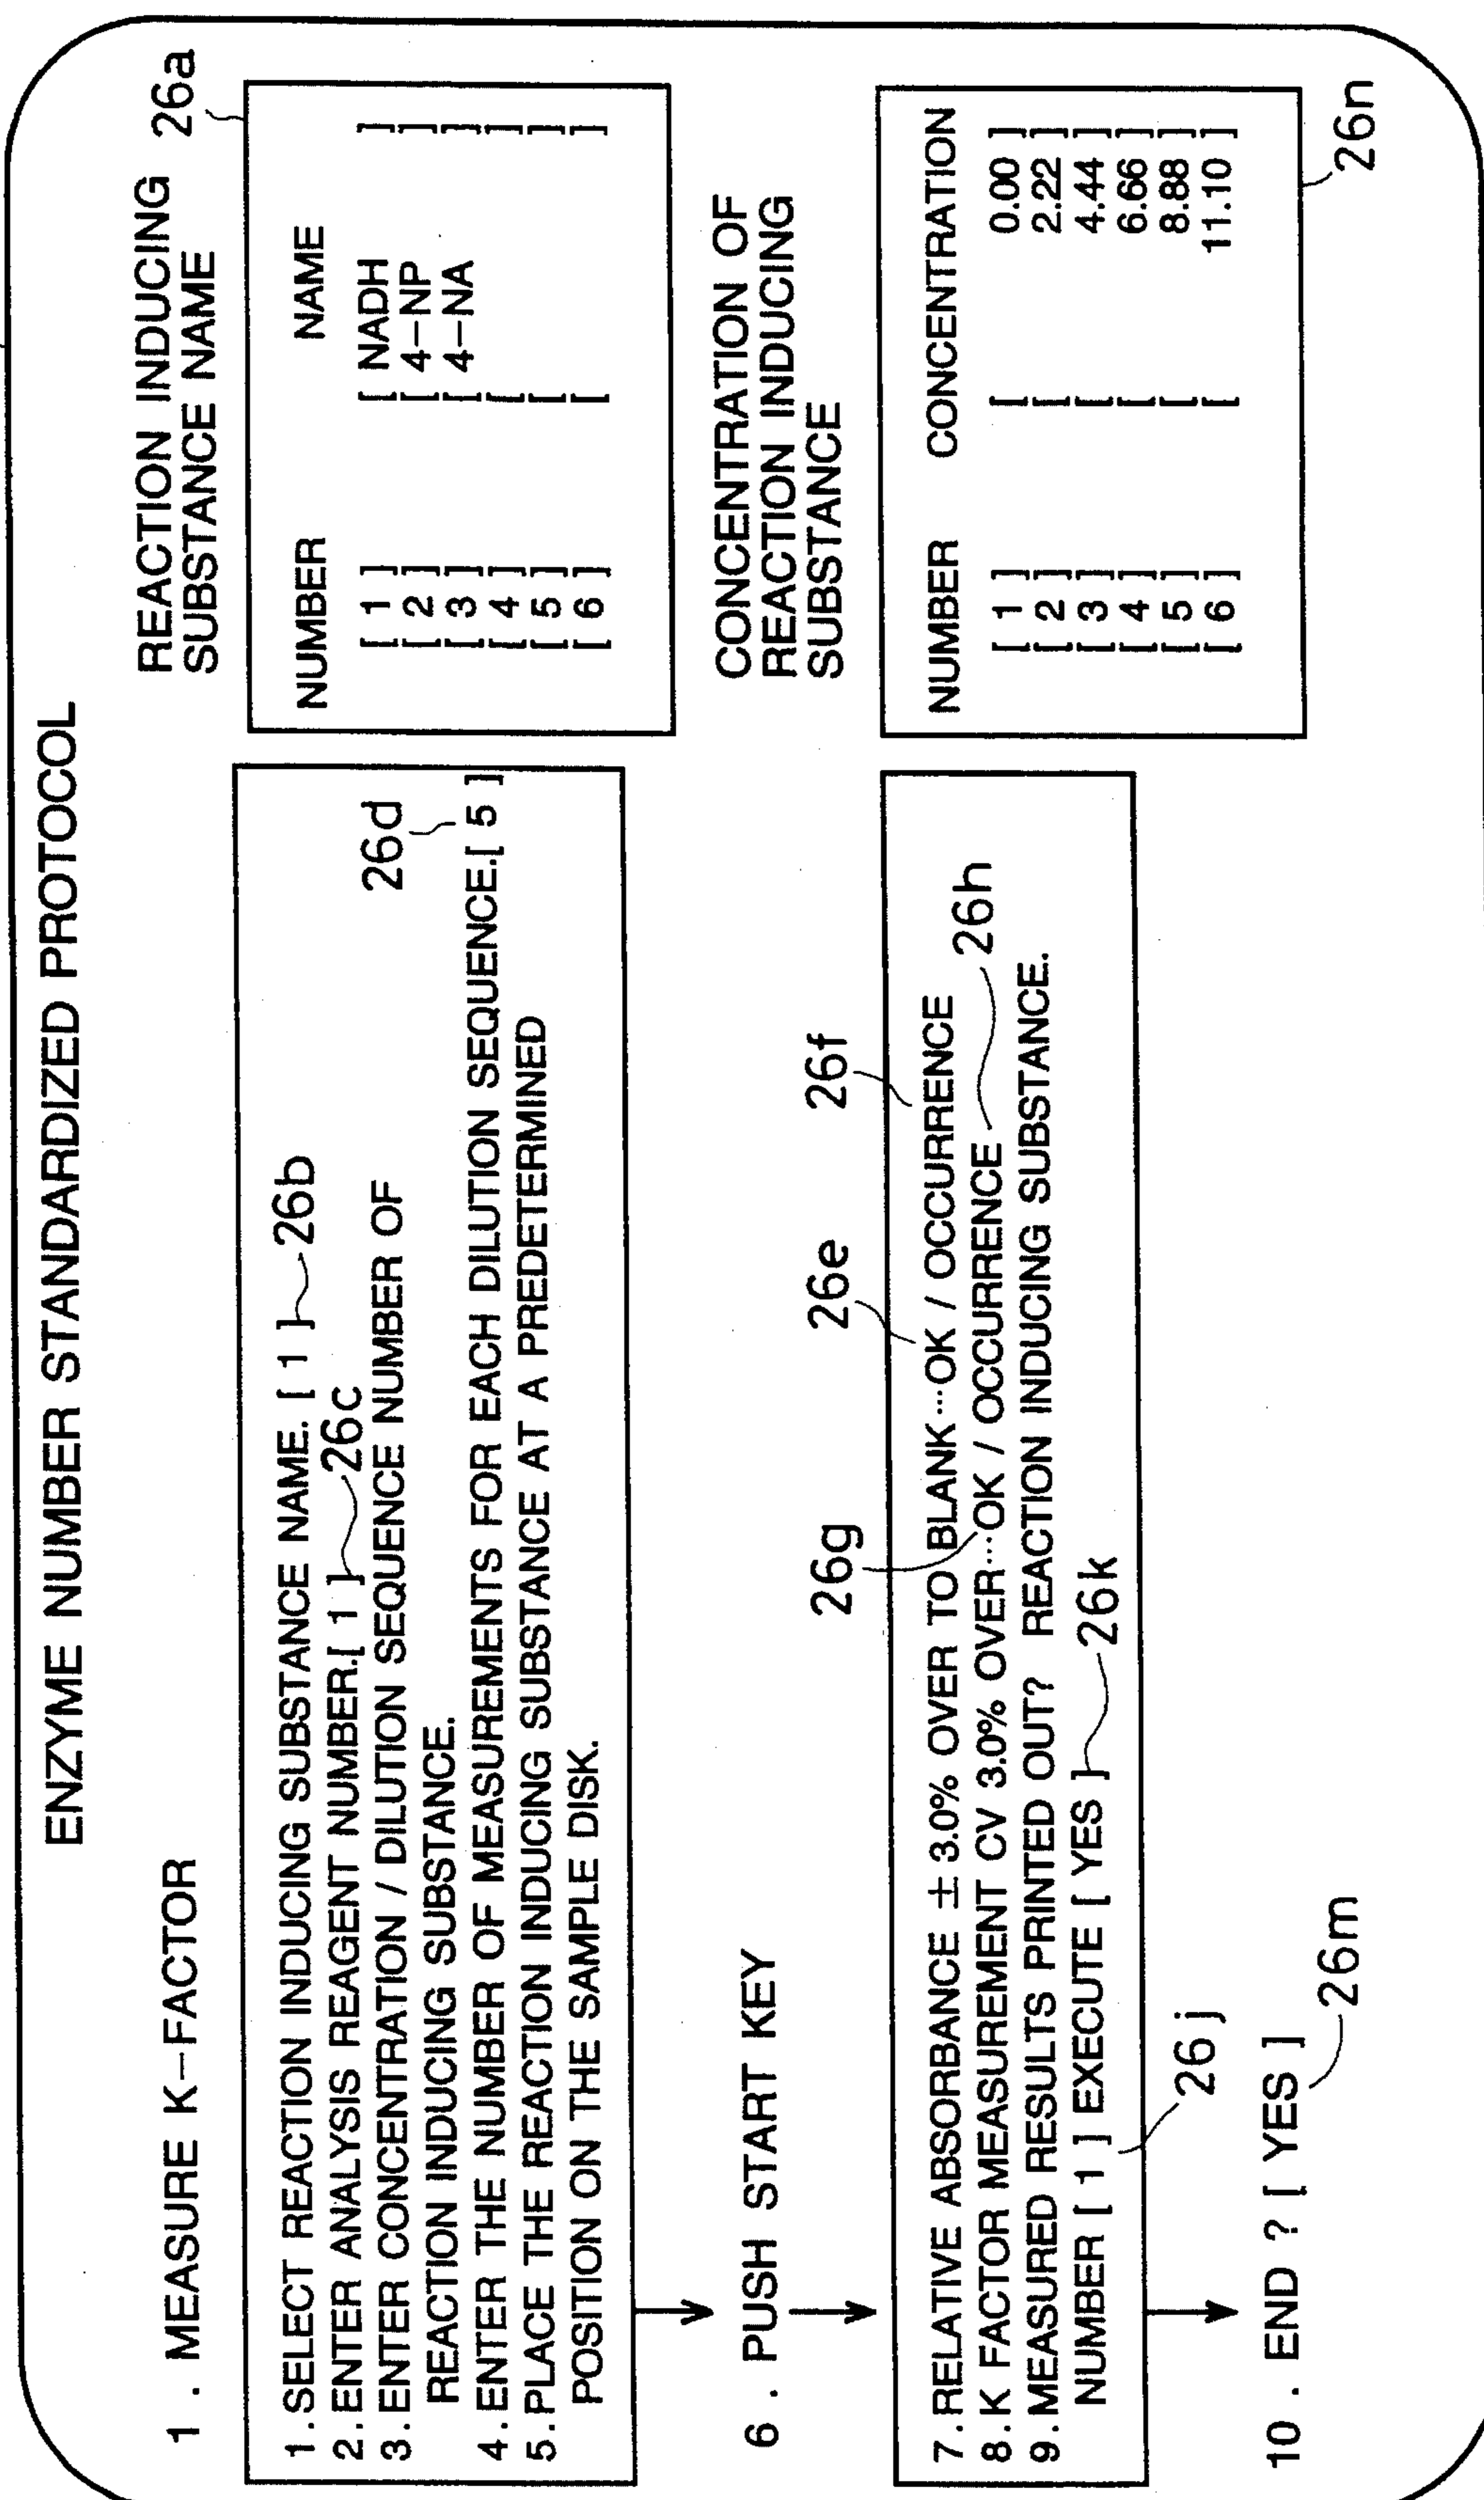 ENZYME NUMBER STANDARDIZED PROTOCOL
1 . MEASURE K-FACTOR
1. SELECT REACTION INDUCING SUBSTANCE NAME. [ 1 ] 26b
2. ENTER ANALYSIS REAGENT NUMBER.[ 1 ] 26c
3. ENTER CONCENTRATION / DILUTION SEQUENCE NUMBER OF
REACTION INDUCING SUBSTANCE.
26d
4. ENTER THE NUMBER OF MEASUREMENTS FOR EACH DILUTION SEQUENCE.[ 5 ]
5. PLACE THE REACTION INDUCING SUBSTANCE AT A PREDETERMINED
POSITION ON THE SAMPLE DISK.
6 . PUSH START KEY
26g 26e 26f
7. RELATIVE ABSORBANCE ± 3.0% OVER TO BLANK···OK / OCCURRENCE
8. K FACTOR MEASUREMENT CV 3.0% OVER···OK / OCCURRENCE 26h
9. MEASURED RESULTS PRINTED OUT? REACTION INDUCING SUBSTANCE.
NUMBER [ 1 ] EXECUTE [ YES ] 26k
26j
10 . END ? [ YES ]
26m
REACTION INDUCING 26a
SUBSTANCE NAME
NUMBER NAME
[ 1 ] [ NADH ]
[ 2 ] [ 4-NP ]
[ 3 ] [ 4-NA ]
[ 4 ] [ ]
[ 5 ] [ ]
[ 6 ] [ ]
CONCENTRATION OF
REACTION INDUCING
SUBSTANCE
NUMBER CONCENTRATION
[ 1 ] [ 0.00 ]
[ 2 ] [ 2.22 ]
[ 3 ] [ 4.44 ]
[ 4 ] [ 6.66 ]
[ 5 ] [ 8.88 ]
[ 6 ] [ 11.10 ]
26n